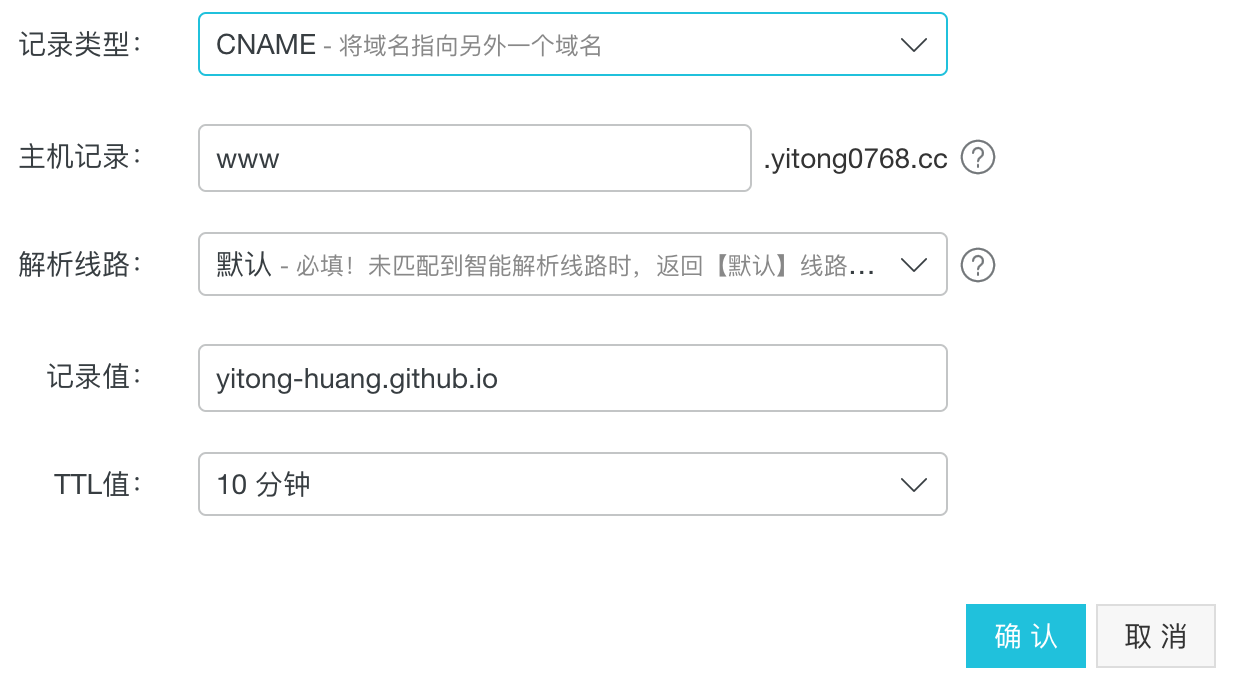 记录类型： CNAME - 将域名指向另外一个域名
主机记录： www .yitong0768.cc ?
解析线路： 默认 - 必填！未匹配到智能解析线路时，返回【默认】线路... ?
记录值： yitong-huang.github.io
TTL值： 10 分钟
确 认 取 消